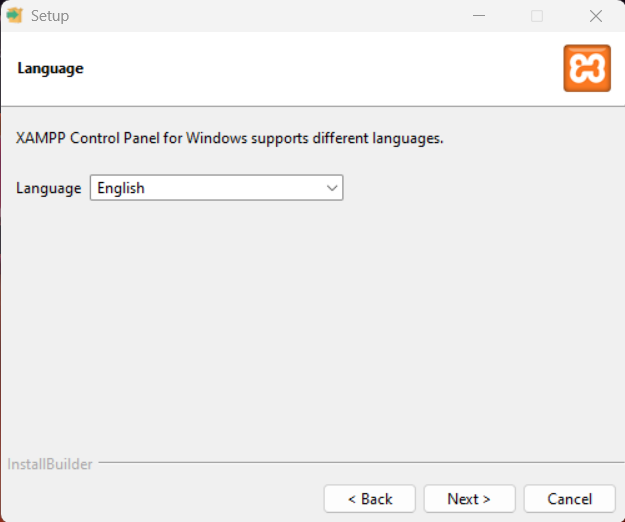 Setup
Language
XAMPP Control Panel for Windows supports different languages.
Language English
InstallBuilder
< Back Next > Cancel